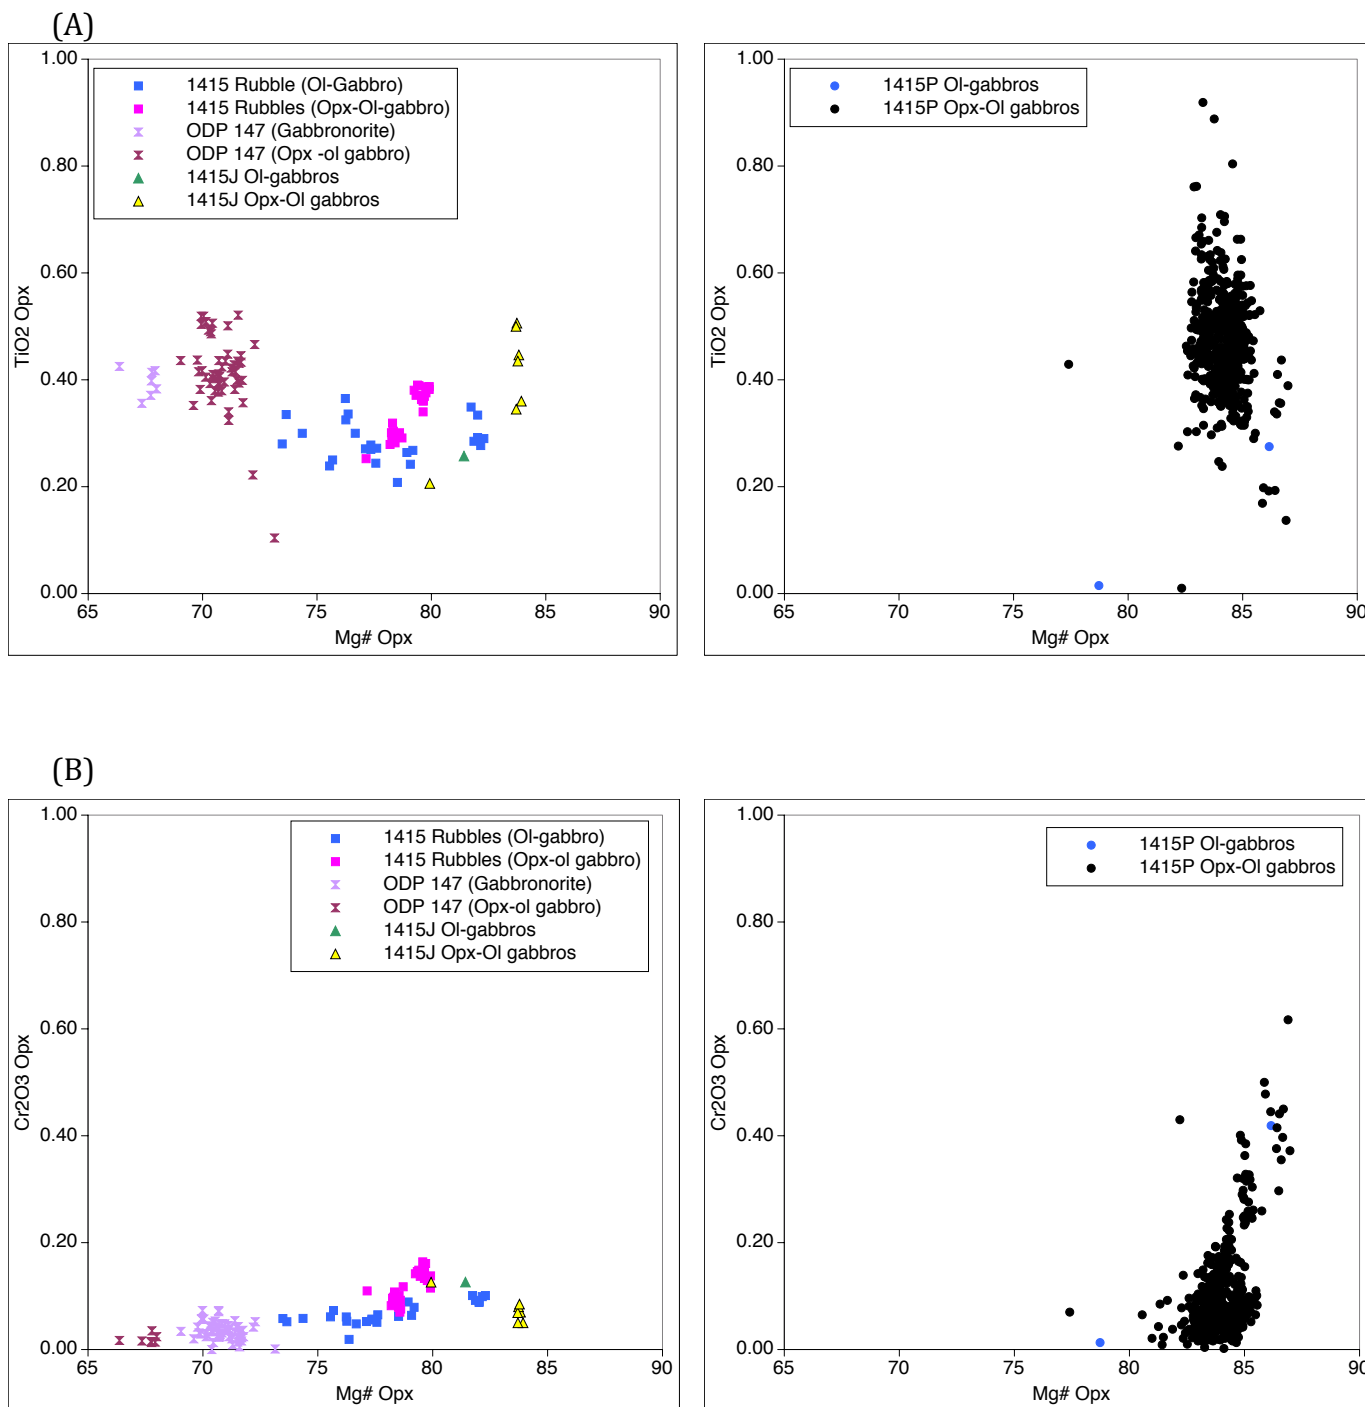 (A)
1.00
0.80
0.60
0.40
0.20
0.00
TiO2 Opx
1415 Rubble (Ol-Gabbro)
1415 Rubbles (Opx-Ol-gabbro)
ODP 147 (Gabbronorite)
ODP 147 (Opx -ol gabbro)
1415J Ol-gabbros
1415J Opx-Ol gabbros
65 70 75 80 85 90
Mg# Opx
1.00
0.80
0.60
0.40
0.20
0.00
TiO2 Opx
1415P Ol-gabbros
1415P Opx-Ol gabbros
65 70 75 80 85 90
Mg# Opx
(B)
1.00
0.80
0.60
0.40
0.20
0.00
Cr2O3 Opx
1415 Rubbles (Ol-gabbro)
1415 Rubbles (Opx-ol gabbro)
ODP 147 (Gabbronorite)
ODP 147 (Opx-ol gabbro)
1415J Ol-gabbros
1415J Opx-Ol gabbros
65 70 75 80 85 90
Mg# Opx
1.00
0.80
0.60
0.40
0.20
0.00
Cr2O3 Opx
1415P Ol-gabbros
1415P Opx-Ol gabbros
65 70 75 80 85 90
Mg# Opx